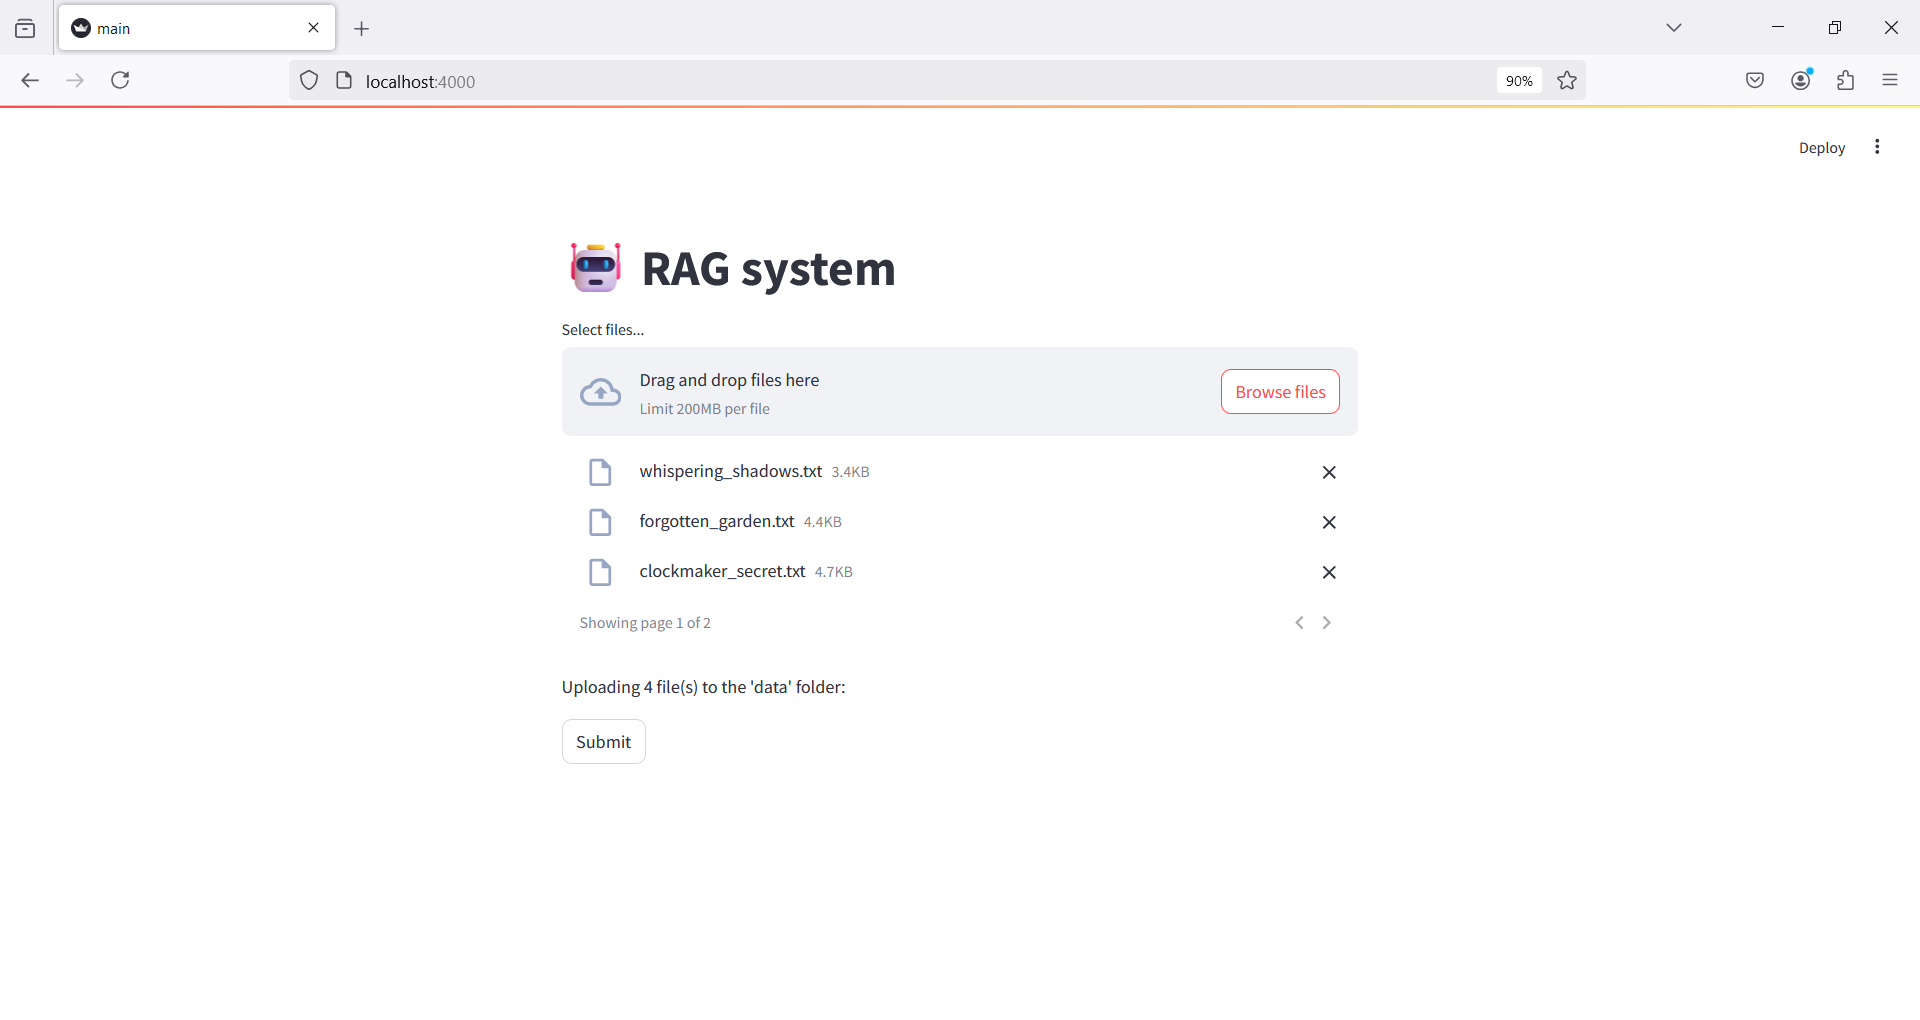 main
localhost:4000
90%
Deploy
RAG system
Select files...
Drag and drop files here
Limit 200MB per file
Browse files
whispering_shadows.txt 3.4KB
forgotten_garden.txt 4.4KB
clockmaker_secret.txt 4.7KB
Showing page 1 of 2
Uploading 4 file(s) to the 'data' folder:
Submit